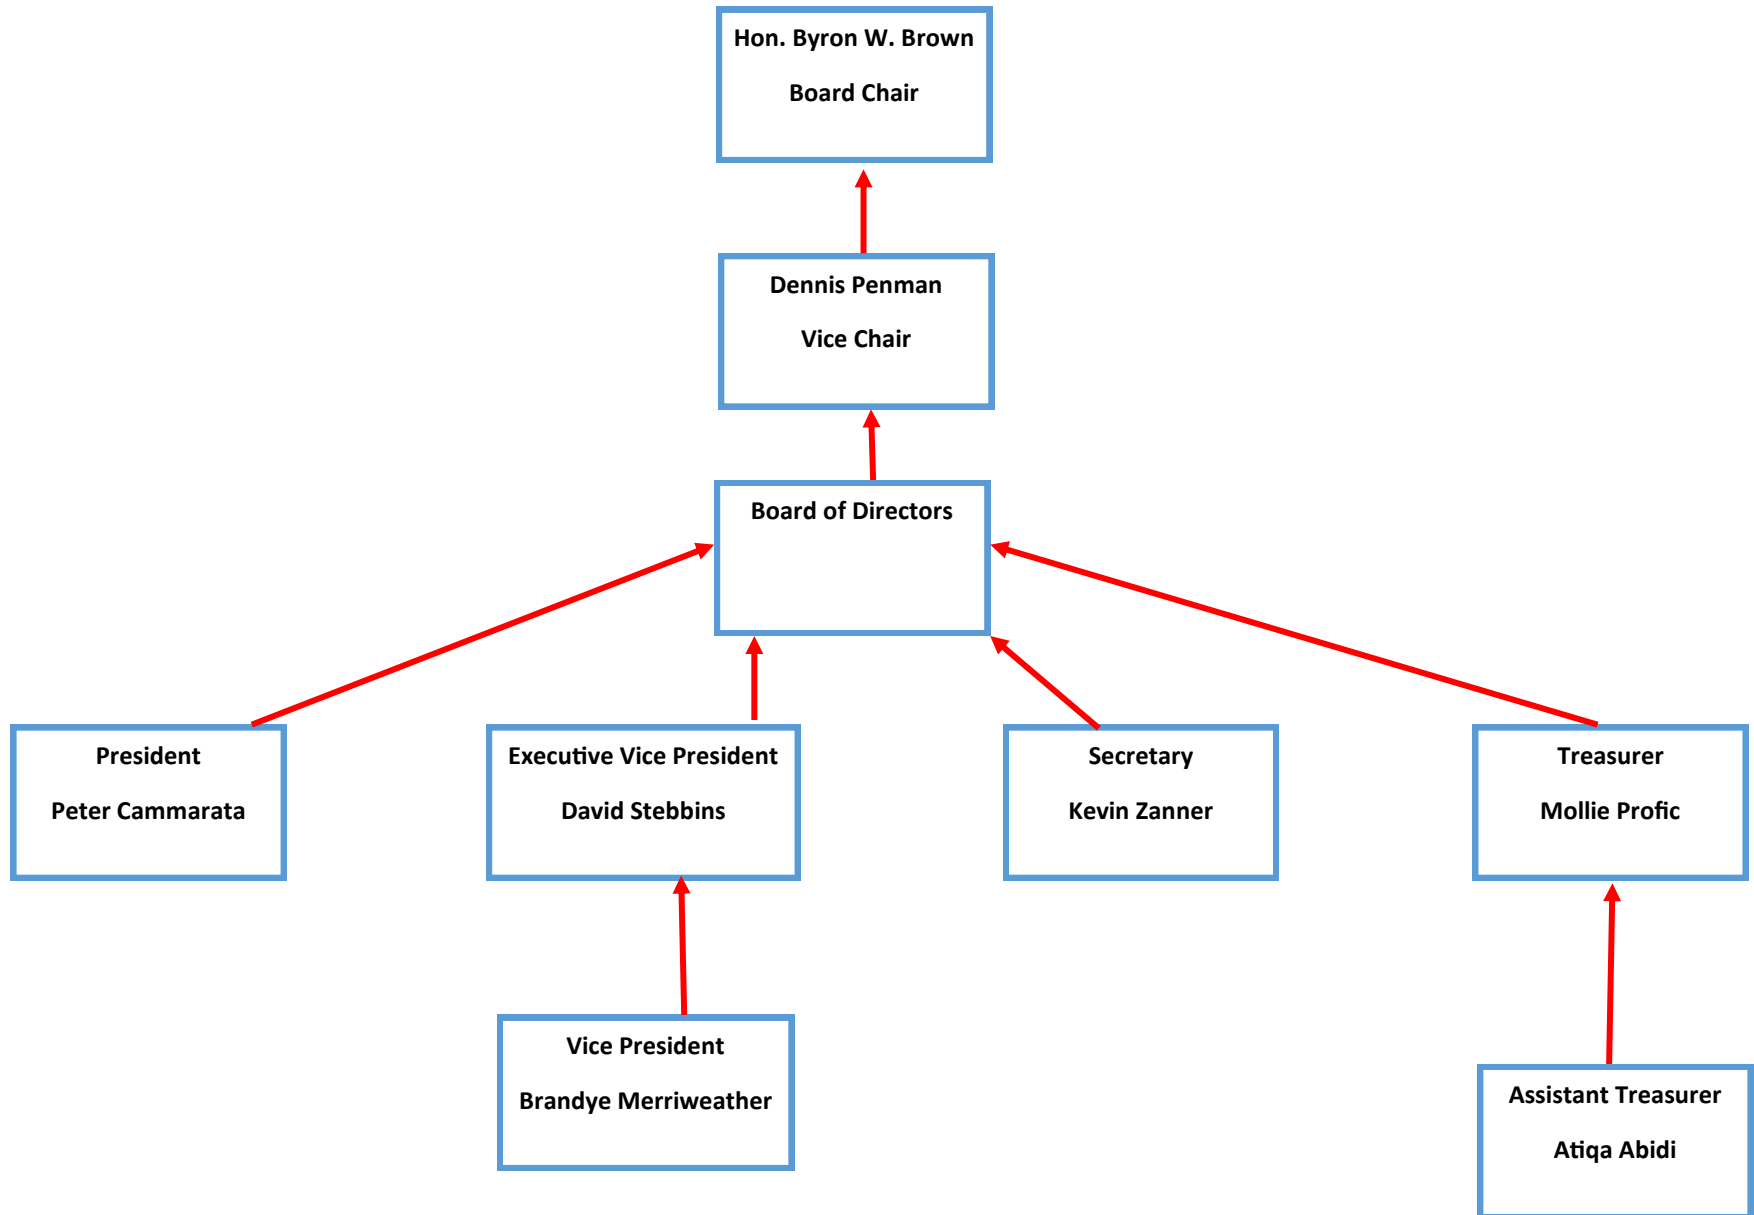 Hon. Byron W. Brown
Board Chair
Dennis Penman
Vice Chair
Board of Directors
President
Peter Cammarata
Executive Vice President
David Stebbins
Secretary
Kevin Zanner
Treasurer
Mollie Profic
Vice President
Brandye Merriweather
Assistant Treasurer
Atiqa Abidi